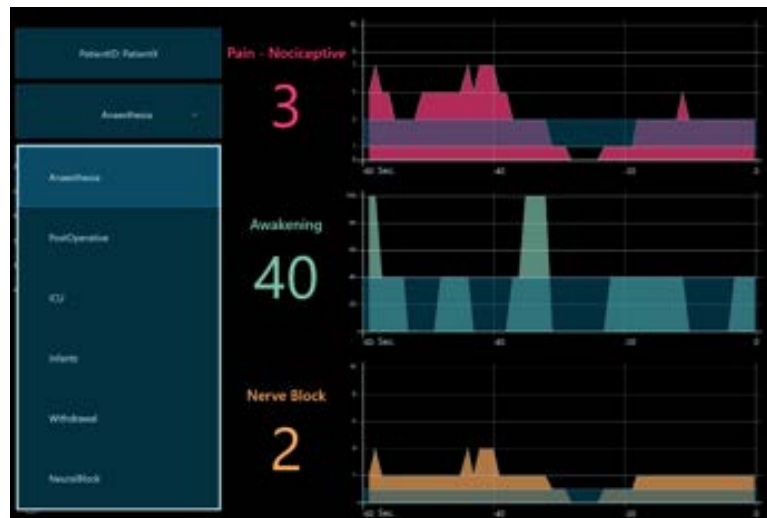 PatientID: PatientX
Anaesthesia
Anaesthesia
PostOperative
ICU
Infants
Withdrawal
NeuralBlock
Pain - Nociceptive
3
-60 Sec.
-40
-20
0
Awakening
40
-60 Sec.
-40
-20
0
Nerve Block
2
-60 Sec.
-40
-20
0